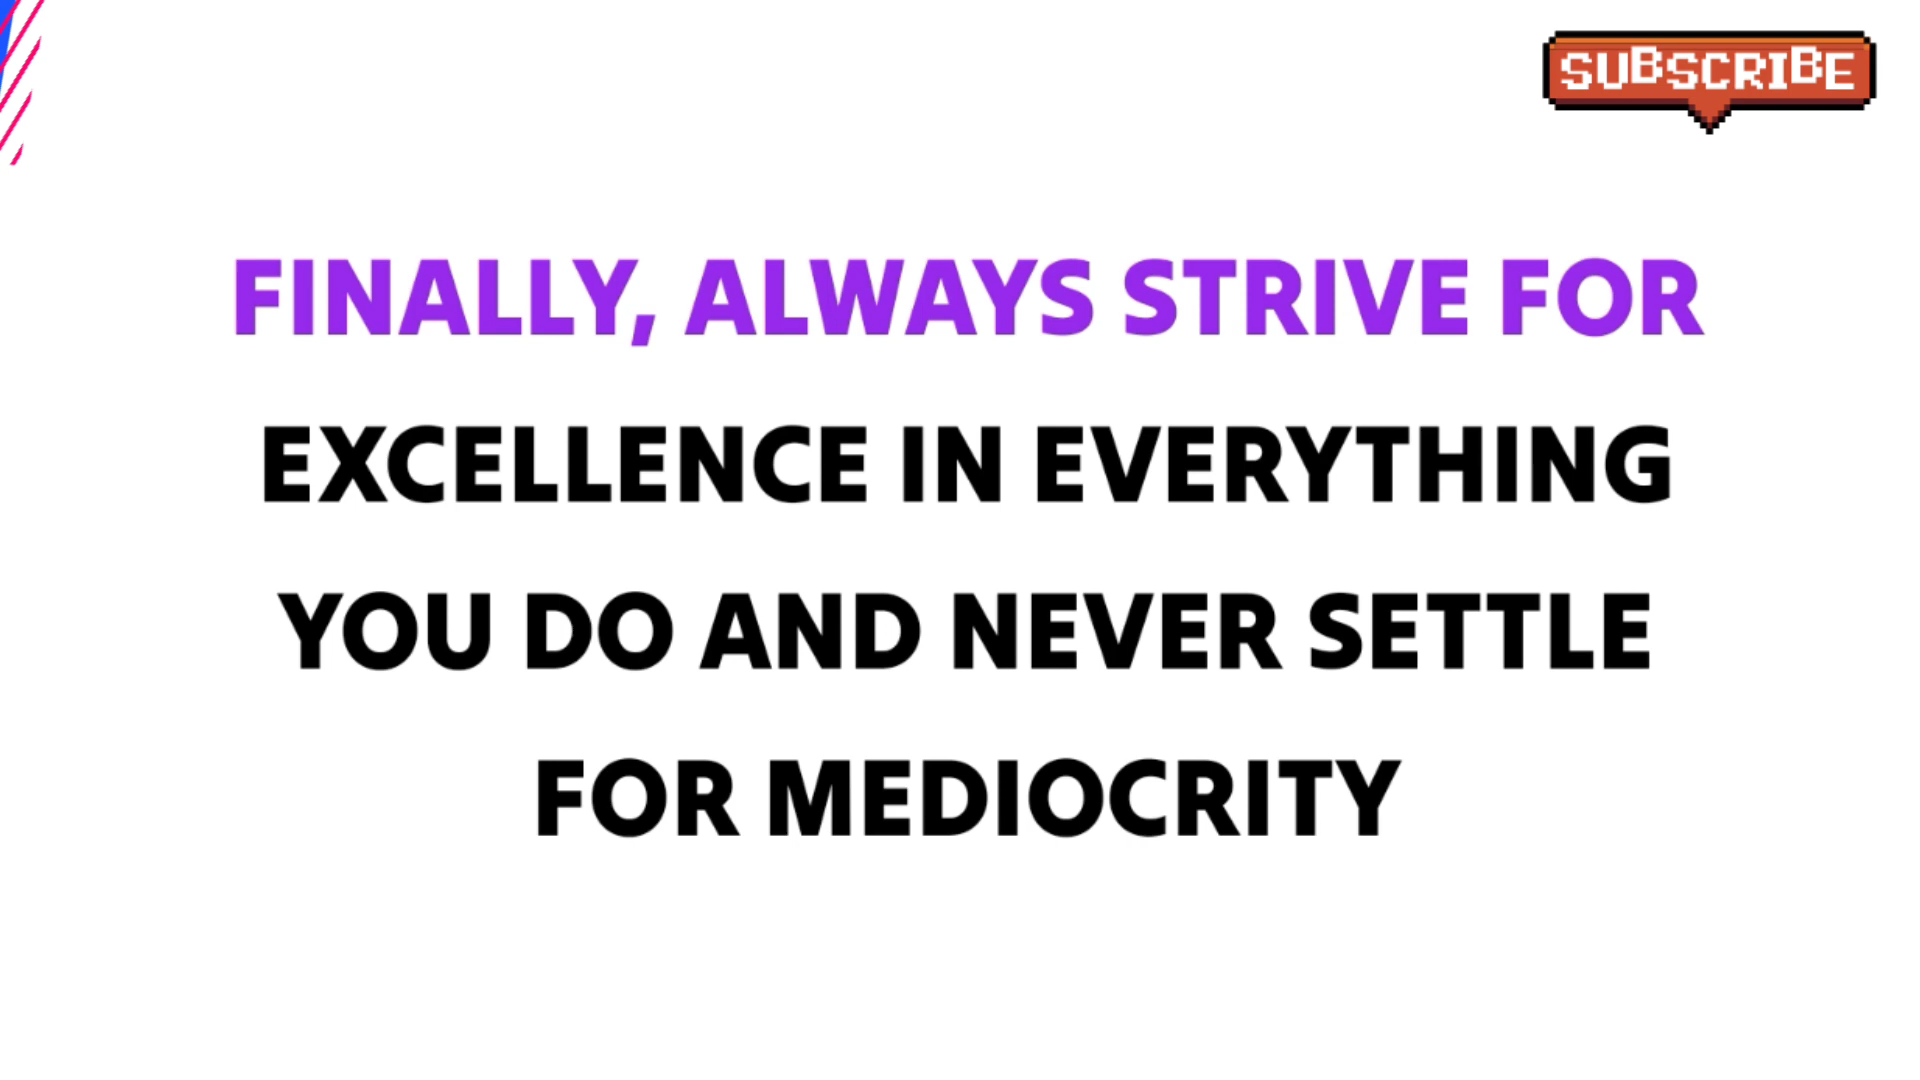 SUBSCRIBE
FINALLY, ALWAYS STRIVE FOR
EXCELLENCE IN EVERYTHING
YOU DO AND NEVER SETTLE
FOR MEDIOCRITY